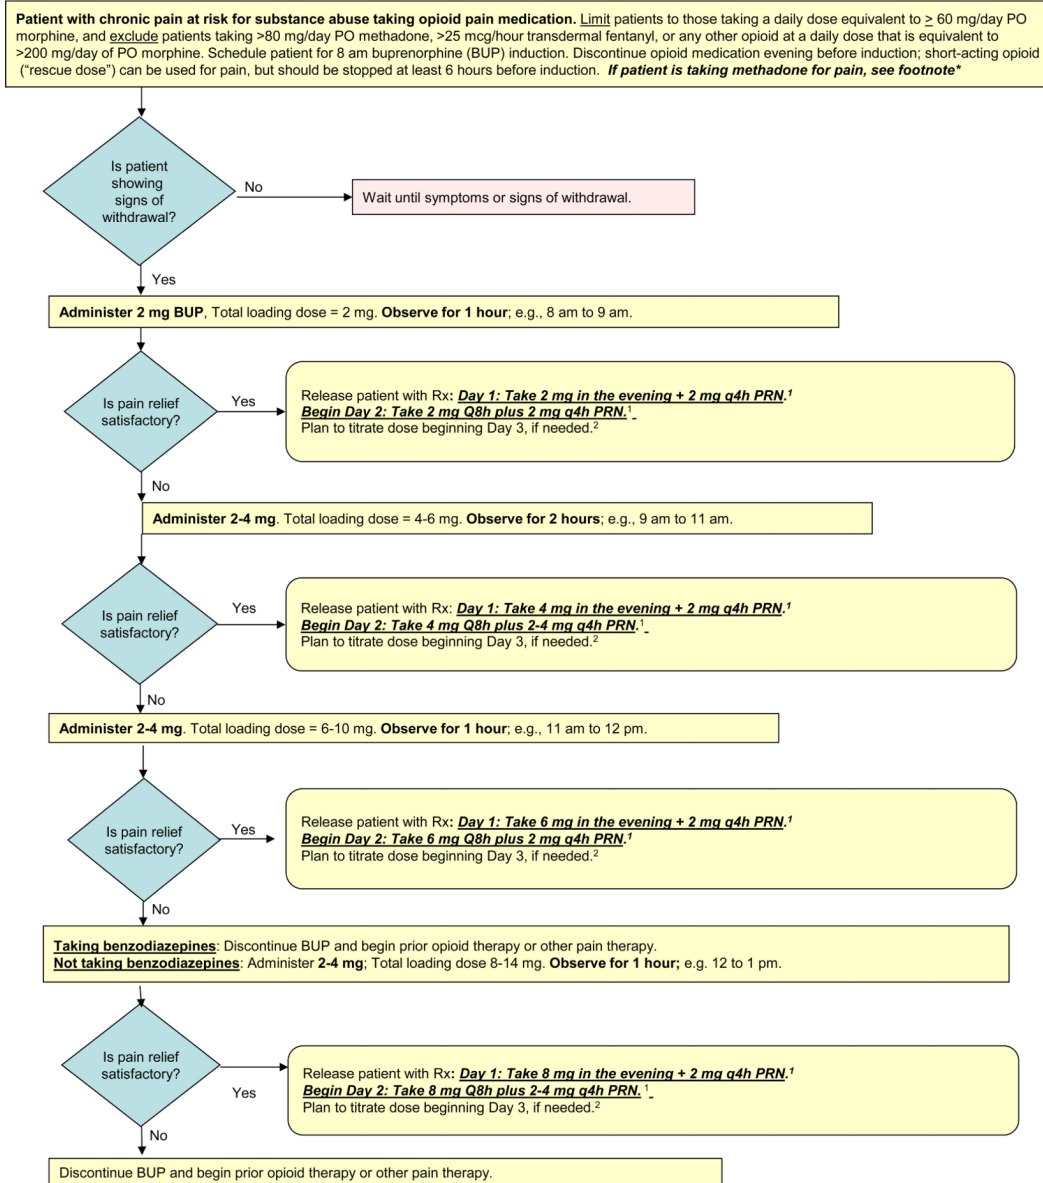 Patient with chronic pain at risk for substance abuse taking opioid pain medication. Limit patients to those taking a daily dose equivalent to ≥ 60 mg/day PO
morphine, and exclude patients taking >80 mg/day PO methadone, >25 mcg/hour transdermal fentanyl, or any other opioid at a daily dose that is equivalent to
>200 mg/day of PO morphine. Schedule patient for 8 am buprenorphine (BUP) induction. Discontinue opioid medication evening before induction; short-acting opioid
("rescue dose") can be used for pain, but should be stopped at least 6 hours before induction. If patient is taking methadone for pain, see footnote*
Is patient
showing
signs of
withdrawal?
No
Wait until symptoms or signs of withdrawal.
Yes
Administer 2 mg BUP, Total loading dose = 2 mg. Observe for 1 hour; e.g., 8 am to 9 am.
Is pain relief
satisfactory?
Yes
Release patient with Rx: Day 1: Take 2 mg in the evening + 2 mg q4h PRN.¹
Begin Day 2: Take 2 mg Q8h plus 2 mg q4h PRN.¹
Plan to titrate dose beginning Day 3, if needed.²
No
Administer 2-4 mg. Total loading dose = 4-6 mg. Observe for 2 hours; e.g., 9 am to 11 am.
Is pain relief
satisfactory?
Yes
Release patient with Rx: Day 1: Take 4 mg in the evening + 2 mg q4h PRN.¹
Begin Day 2: Take 4 mg Q8h plus 2-4 mg q4h PRN.¹
Plan to titrate dose beginning Day 3, if needed.²
No
Administer 2-4 mg. Total loading dose = 6-10 mg. Observe for 1 hour; e.g., 11 am to 12 pm.
Is pain relief
satisfactory?
Yes
Release patient with Rx: Day 1: Take 6 mg in the evening + 2 mg q4h PRN.¹
Begin Day 2: Take 6 mg Q8h plus 2 mg q4h PRN.¹
Plan to titrate dose beginning Day 3, if needed.²
No
Taking benzodiazepines: Discontinue BUP and begin prior opioid therapy or other pain therapy.
Not taking benzodiazepines: Administer 2-4 mg; Total loading dose 8-14 mg. Observe for 1 hour; e.g. 12 to 1 pm.
Is pain relief
satisfactory?
Yes
Release patient with Rx: Day 1: Take 8 mg in the evening + 2 mg q4h PRN.¹
Begin Day 2: Take 8 mg Q8h plus 2-4 mg q4h PRN. ¹
Plan to titrate dose beginning Day 3, if needed.²
No
Discontinue BUP and begin prior opioid therapy or other pain therapy.